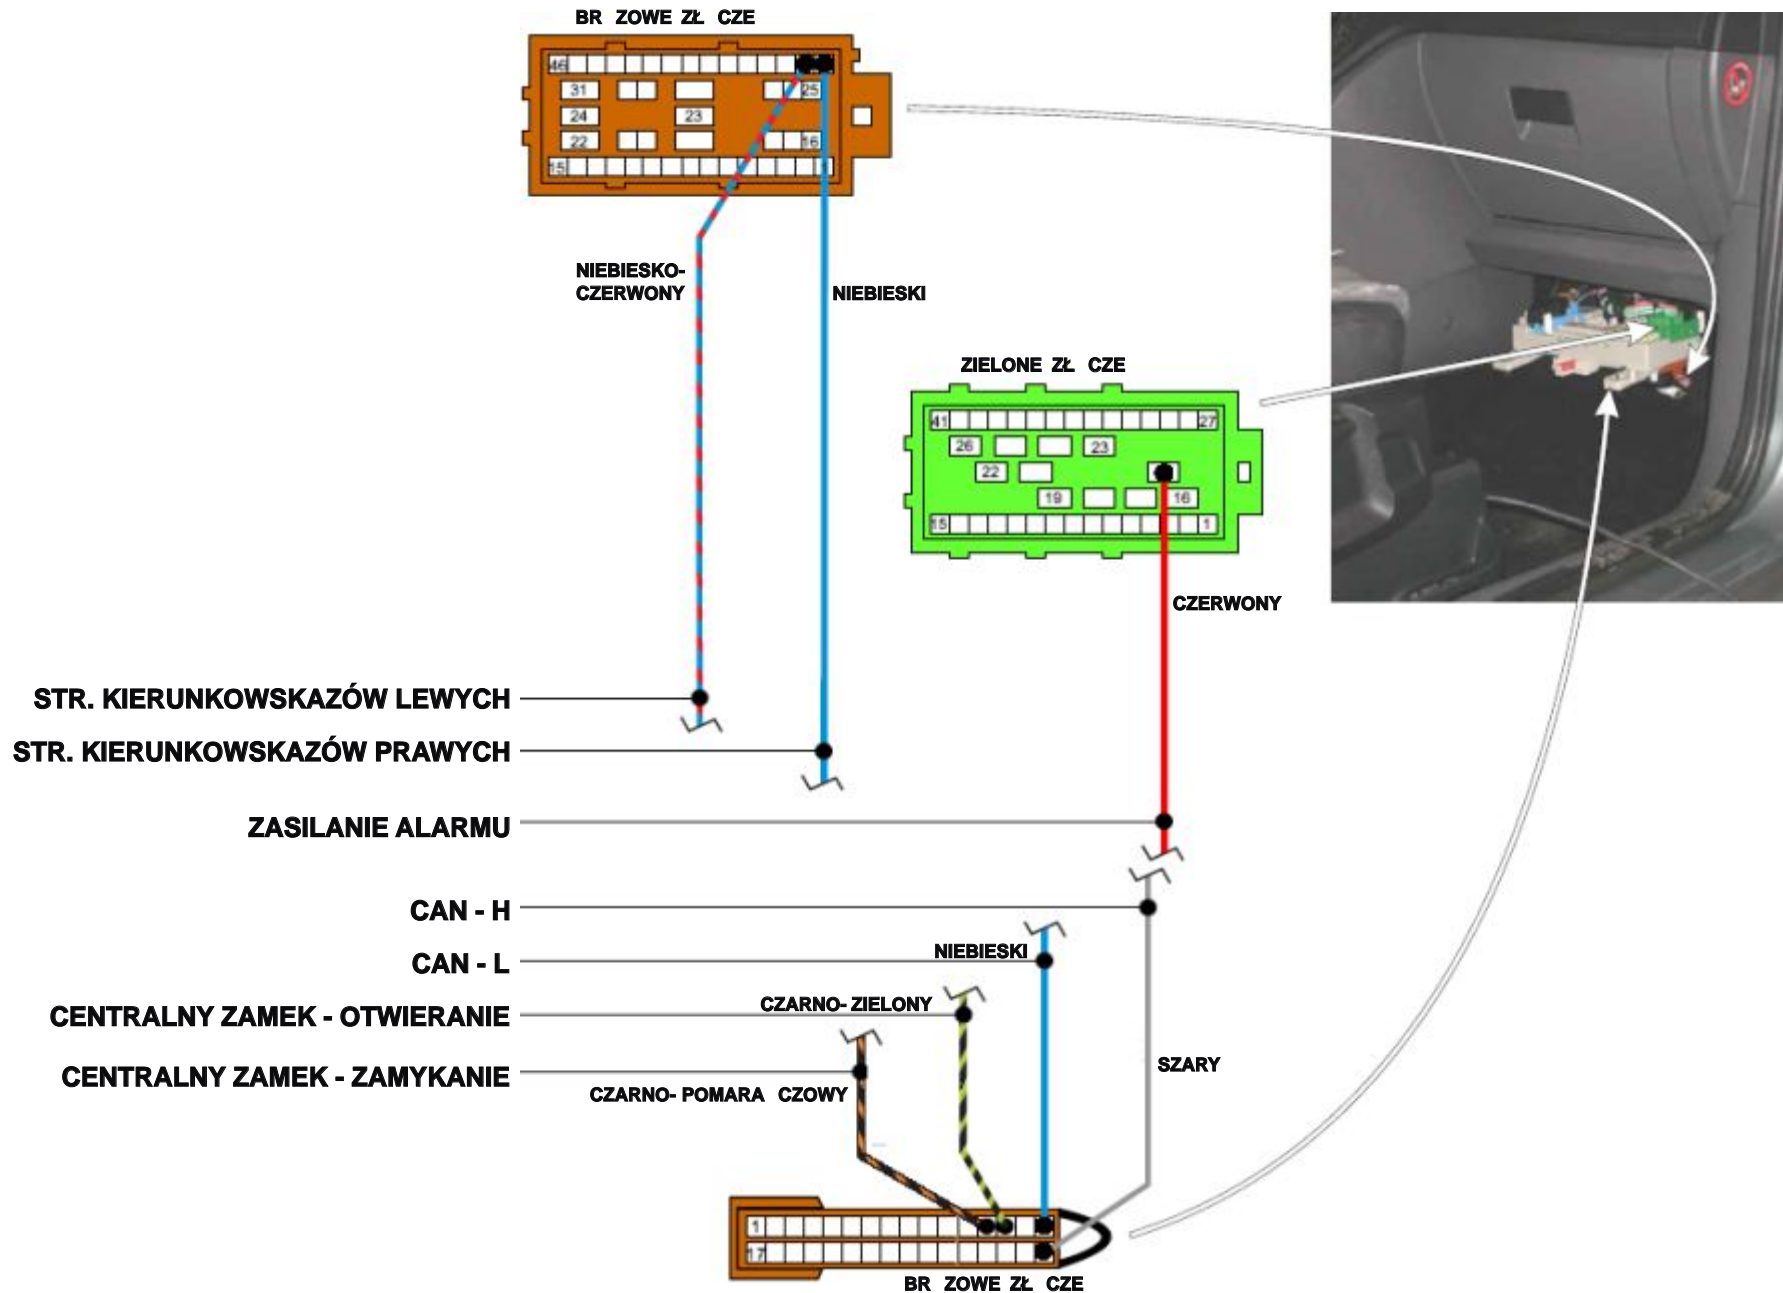 BR ZOWE ZŁ CZE
46
31
25
24
23
22
16
15
1
NIEBIESKO-
CZERWONY
NIEBIESKI
ZIELONE ZŁ CZE
41
27
26
23
22
19
16
15
1
CZERWONY
STR. KIERUNKOWSKAZÓW LEWYCH
STR. KIERUNKOWSKAZÓW PRAWYCH
ZASILANIE ALARMU
CAN - H
NIEBIESKI
CAN - L
CZARNO- ZIELONY
CENTRALNY ZAMEK - OTWIERANIE
SZARY
CENTRALNY ZAMEK - ZAMYKANIE
CZARNO- POMARA CZOWY
1
17
BR ZOWE ZŁ CZE